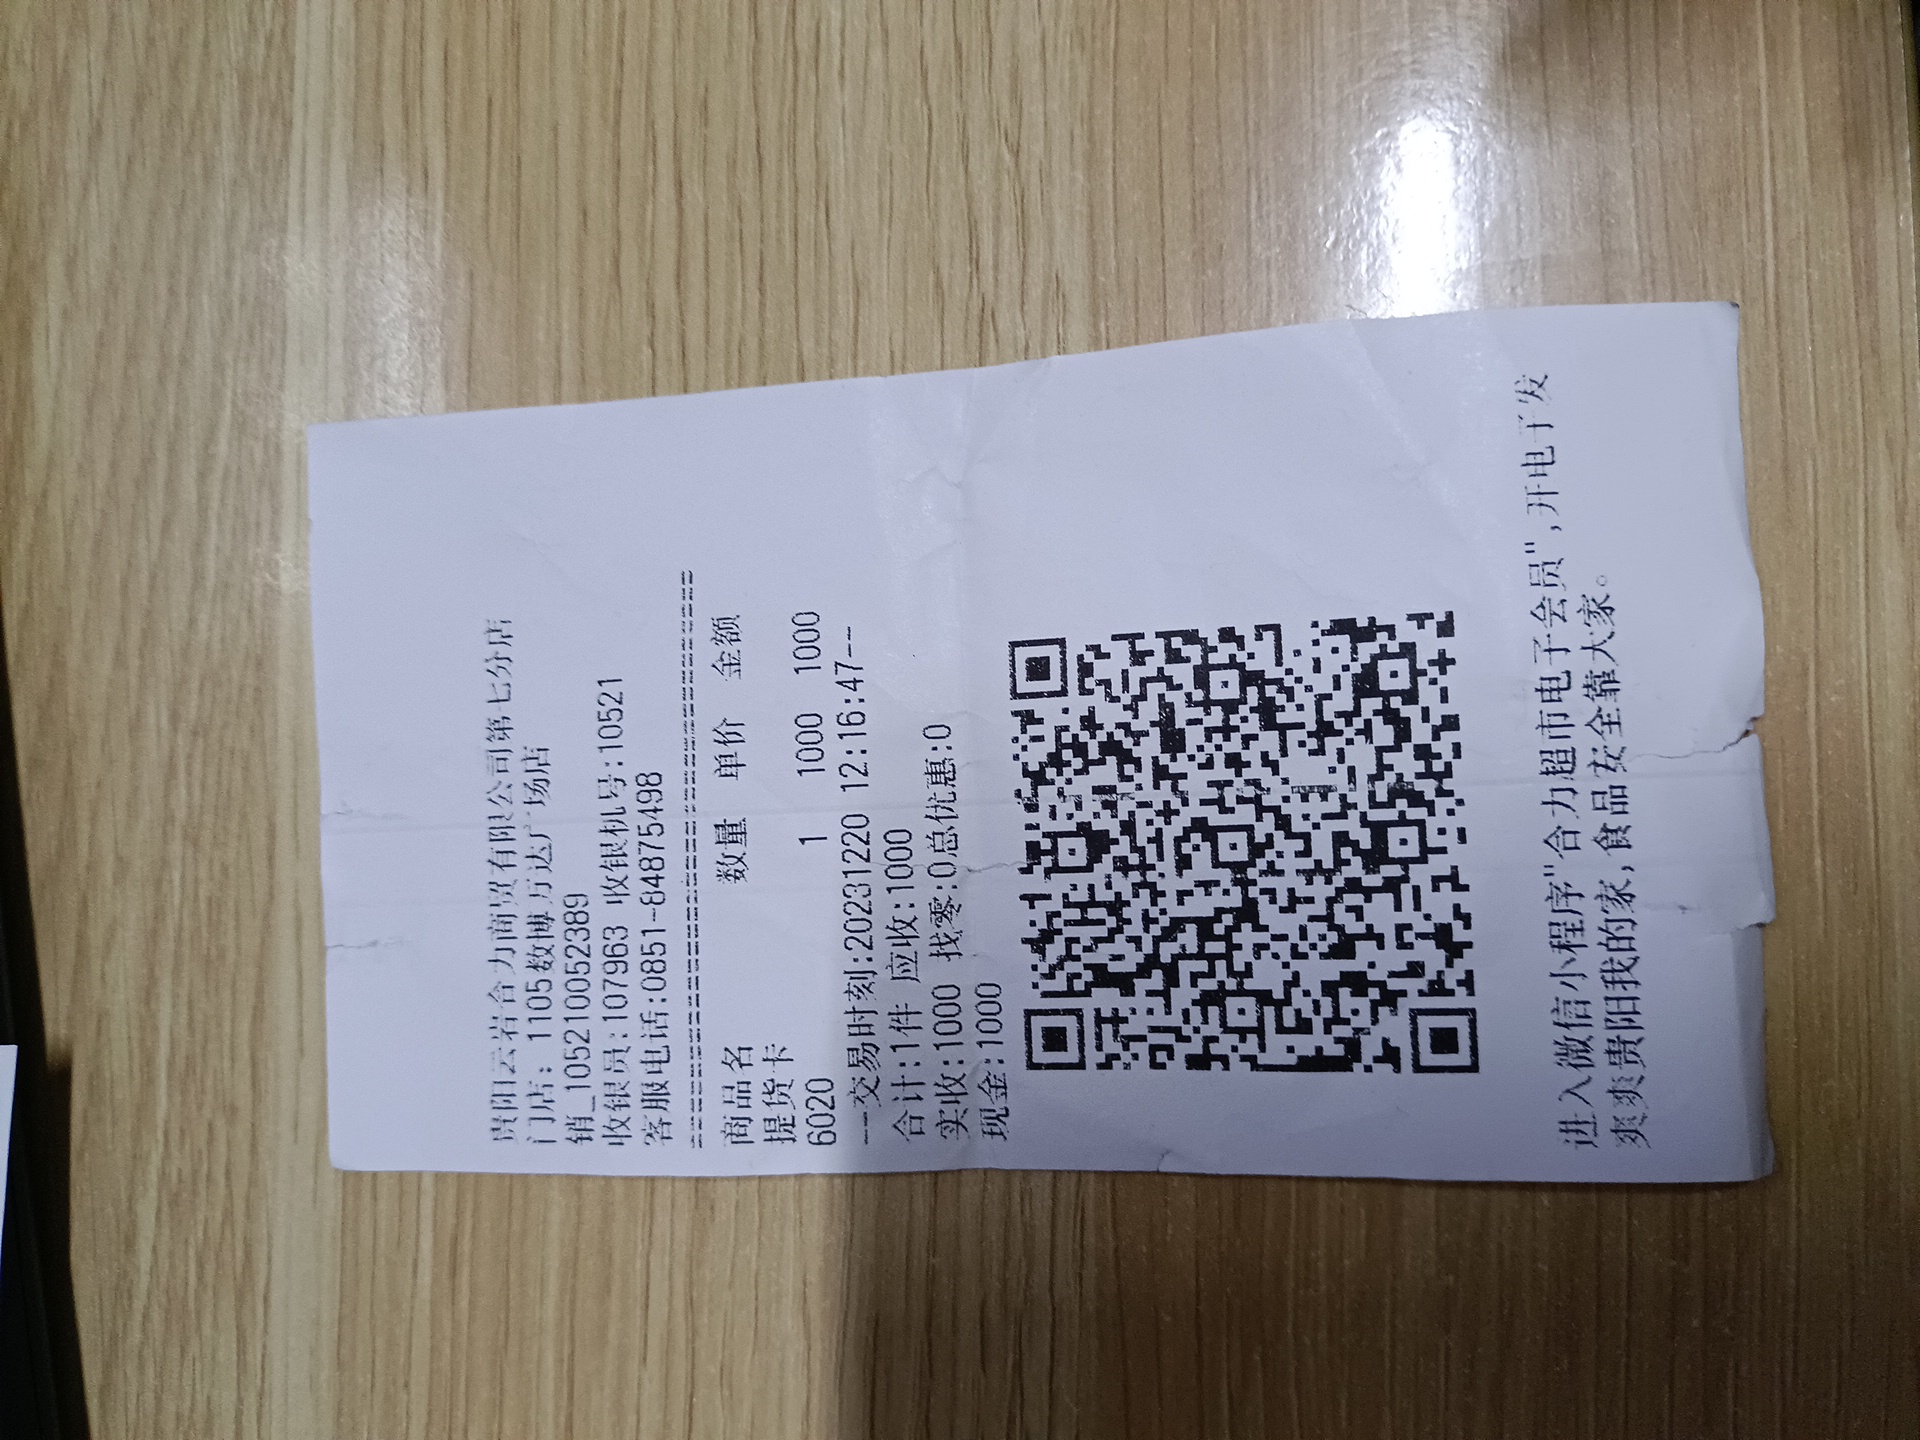 贵阳云岩合力商贸有限公司第七分店
门店: 1105数博万达广场店
销_105210052389
收银员:107963 收银机号:10521
客服电话:0851-84875498
商品名 数量 单价 金额
提货卡
6020 1 1000 1000
--交易时刻:20231220 12:16:47--
合计:1件 应收:1000
实收:1000 找零:0总优惠:0
现金:1000
进入微信小程序"合力超市电子会员",开电子发
爽爽贵阳我的家,食品安全靠大家。